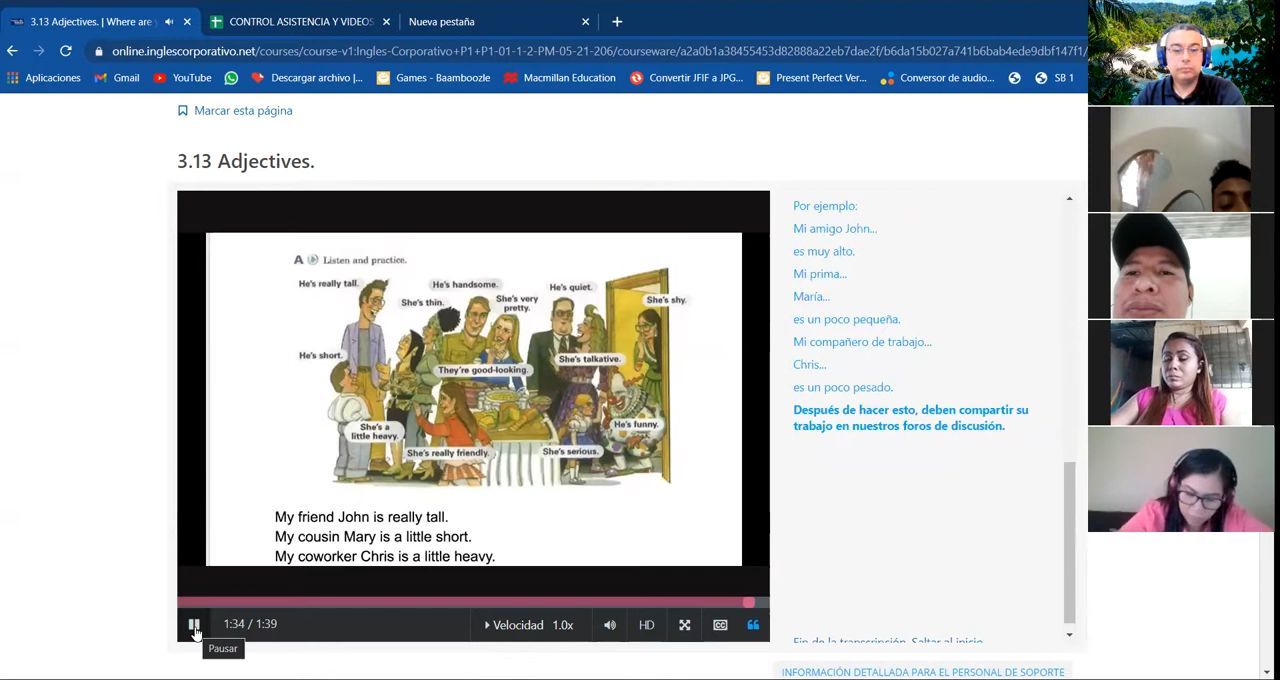 3.13 Adjectives. | Where are
CONTROL ASISTENCIA Y VIDEOS
Nueva pestaña
online.inglescorporativo.net/courses/course-v1:Ingles-Corporativo+P1+P1-01-1-2-PM-05-21-206/courseware/a2a0b1a38455453d82888a22eb7dae2f/b6da15b027a741b6bab4ede9dbf147f1/
Aplicaciones
Gmail
YouTube
Descargar archivo |...
Games - Baamboozle
Macmillan Education
Convertir JFIF a JPG...
Present Perfect Ver...
Conversor de audio...
SB 1
Marcar esta página
3.13 Adjectives.
A Listen and practice.
He's really tall.
He's handsome.
He's quiet.
She's thin.
She's very
pretty.
She's shy.
He's short.
She's talkative.
They're good-looking.
She's a
little heavy.
He's funny.
She's really friendly.
She's serious.
My friend John is really tall.
My cousin Mary is a little short.
My coworker Chris is a little heavy.
1:34 / 1:39
Velocidad 1.0x
HD
CC
Pausar
Por ejemplo:
Mi amigo John...
es muy alto.
Mi prima...
María...
es un poco pequeña.
Mi compañero de trabajo...
Chris...
es un poco pesado.
Después de hacer esto, deben compartir su
trabajo en nuestros foros de discusión.
Fin de la transcripción. Saltar al inicio.
INFORMACIÓN DETALLADA PARA EL PERSONAL DE SOPORTE